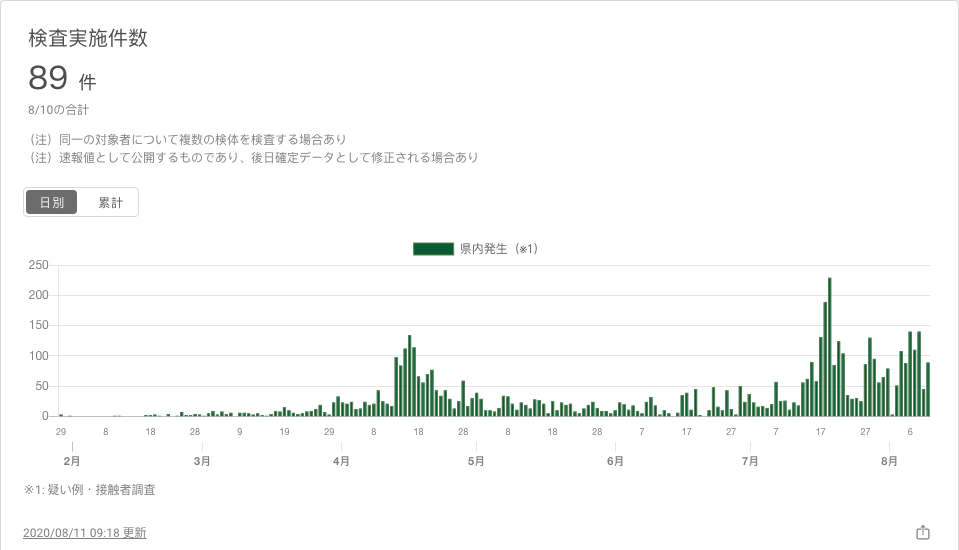 検査実施件数
89 件
8/10の合計
（注）同一の対象者について複数の検体を検査する場合あり
（注）速報値として公開するものであり、後日確定データとして修正される場合あり
日別 累計
県内発生（※1）
250
200
150
100
50
0
29 8 18 28 9 19 29 8 18 28 8 18 28 7 17 27 7 17 27 6
2月 3月 4月 5月 6月 7月 8月
※1: 疑い例・接触者調査
2020/08/11 09:18 更新